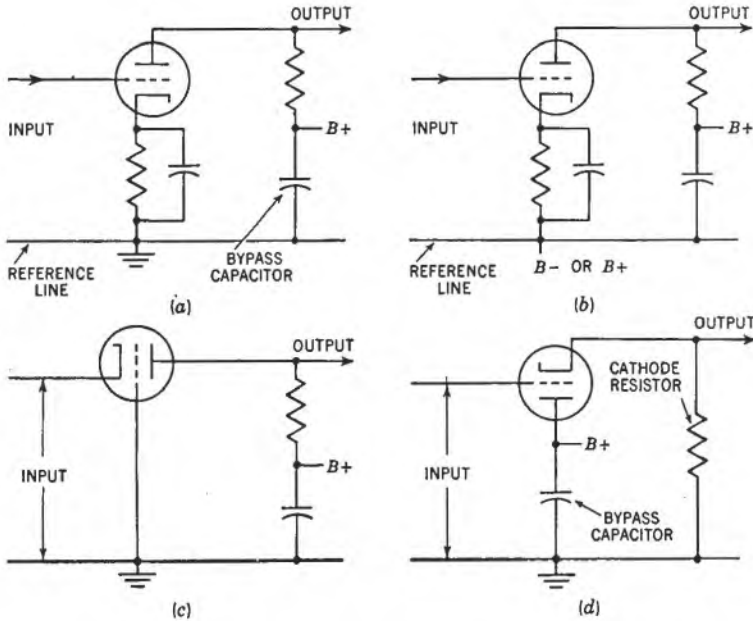 OUTPUT
INPUT
B+
REFERENCE
LINE
BYPASS
CAPACITOR
(a)
OUTPUT
INPUT
B+
REFERENCE
LINE
B- OR B+
(b)
OUTPUT
INPUT
B+
(c)
OUTPUT
CATHODE
RESISTOR
INPUT
B+
BYPASS
CAPACITOR
(d)